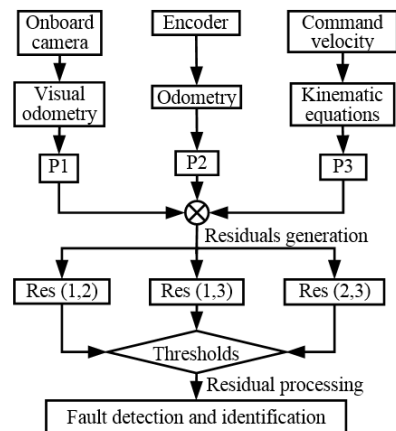 Onboard
camera
Encoder
Command
velocity
Visual
odometry
Odometry
Kinematic
equations
P1
P2
P3
Residuals generation
Res (1,2)
Res (1,3)
Res (2,3)
Thresholds
Residual processing
Fault detection and identification